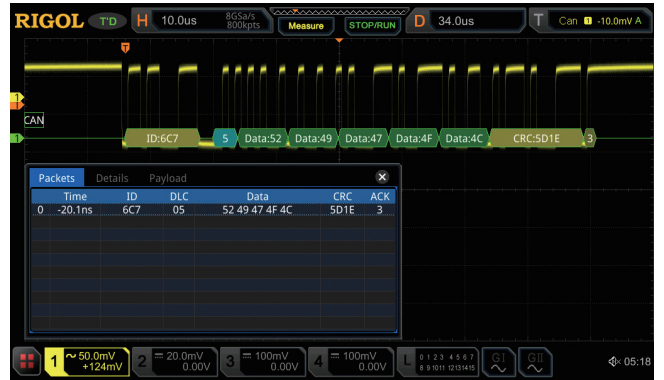 RIGOL T'D H 10.0us 8GSa/s 800kpts Measure STOP/RUN D 34.0us T Can 1 -10.0mV A
T
1
T
CAN
1 ID:6C7 5 Data:52 Data:49 Data:47 Data:4F Data:4C CRC:5D1E 3
Packets Details Payload
Time ID DLC Data CRC ACK
0 -20.1ns 6C7 05 52 49 47 4F 4C 5D1E 3
1 50.0mV 2 20.0mV 3 100mV 4 100mV L 0 1 2 3 4 5 6 7 GI GII 05:18
+124mV 0.00V 0.00V 0.00V 8 9 10 11 12 13 14 15